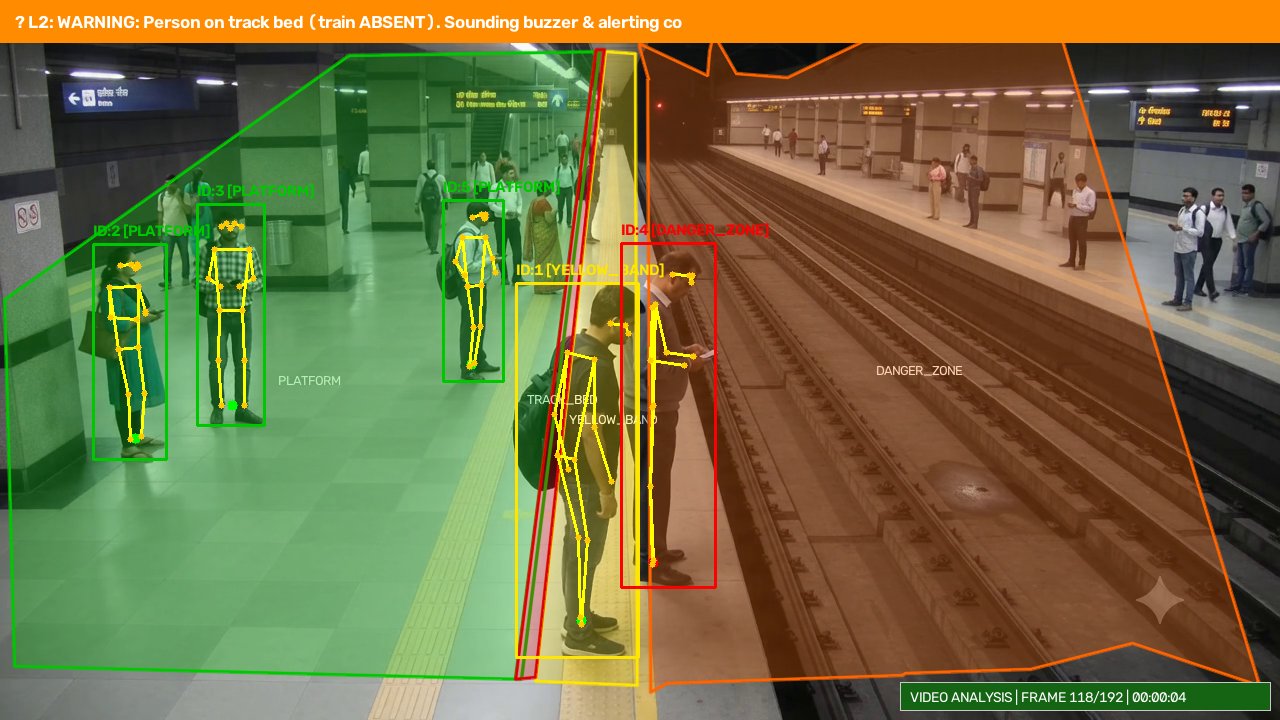 ? L2: WARNING: Person on track bed (train ABSENT). Sounding buzzer & alerting co
ID:3 [PLATFORM]
ID:5 [PLATFORM]
ID:2 [PLATFORM]
ID:4 [DANGER_ZONE]
ID:1 [YELLOW_BAND]
PLATFORM
DANGER_ZONE
TRACK_BED
YELLOW_BAND
VIDEO ANALYSIS | FRAME 118/192 | 00:00:04